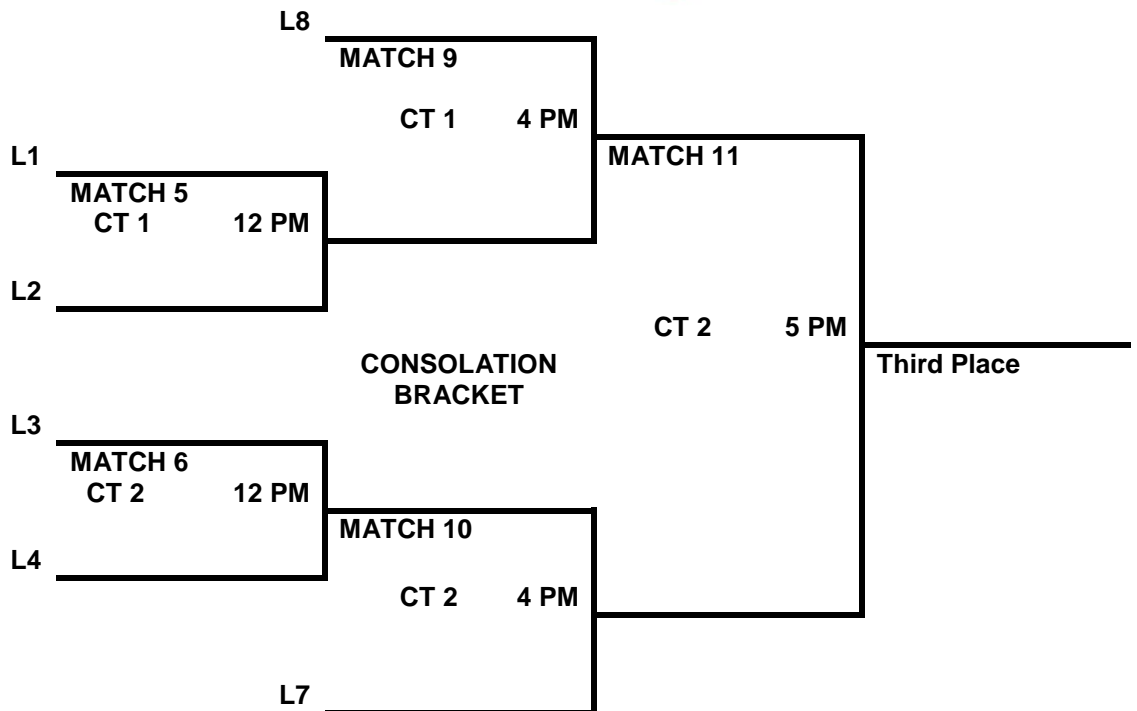 L8
MATCH 9
CT 1 4 PM
L1
MATCH 11
MATCH 5
CT 1 12 PM
L2
CT 2 5 PM
CONSOLATION
BRACKET
Third Place
L3
MATCH 6
CT 2 12 PM
MATCH 10
L4
CT 2 4 PM
L7